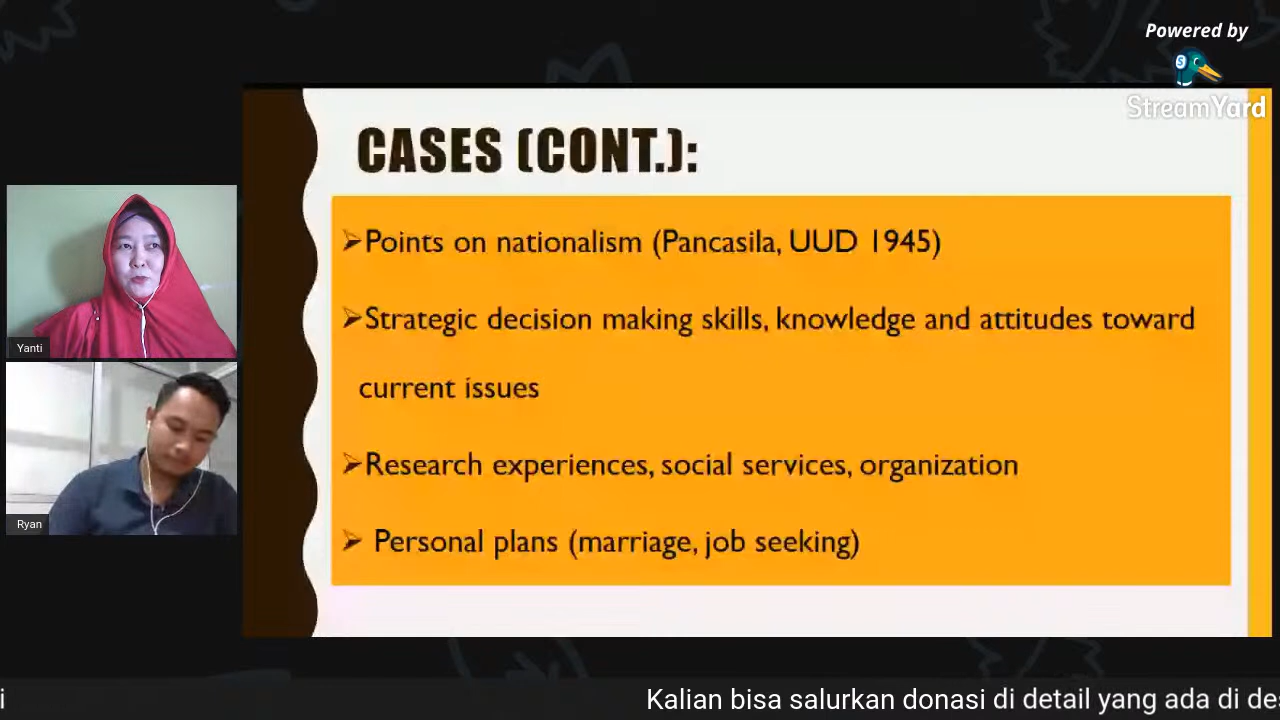 Powered by
StreamYard
CASES (CONT.):
➢Points on nationalism (Pancasila, UUD 1945)
➢Strategic decision making skills, knowledge and attitudes toward
current issues
➢Research experiences, social services, organization
➢ Personal plans (marriage, job seeking)
Yanti
Ryan
i
Kalian bisa salurkan donasi di detail yang ada di de